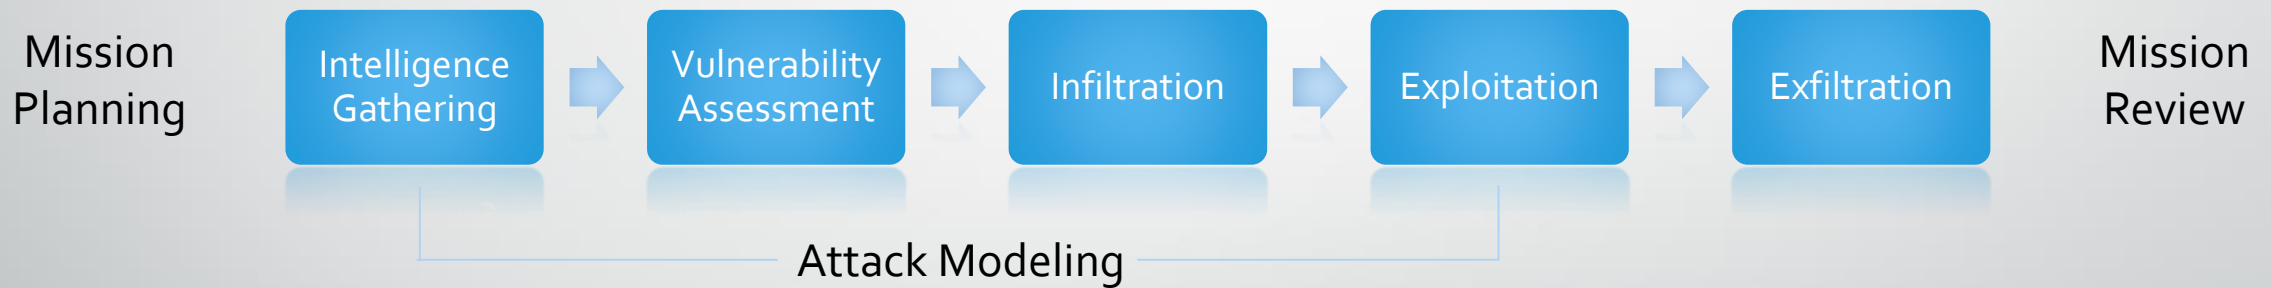 Mission
Planning
Intelligence
Gathering
Vulnerability
Assessment
Infiltration
Exploitation
Exfiltration
Mission
Review
Attack Modeling